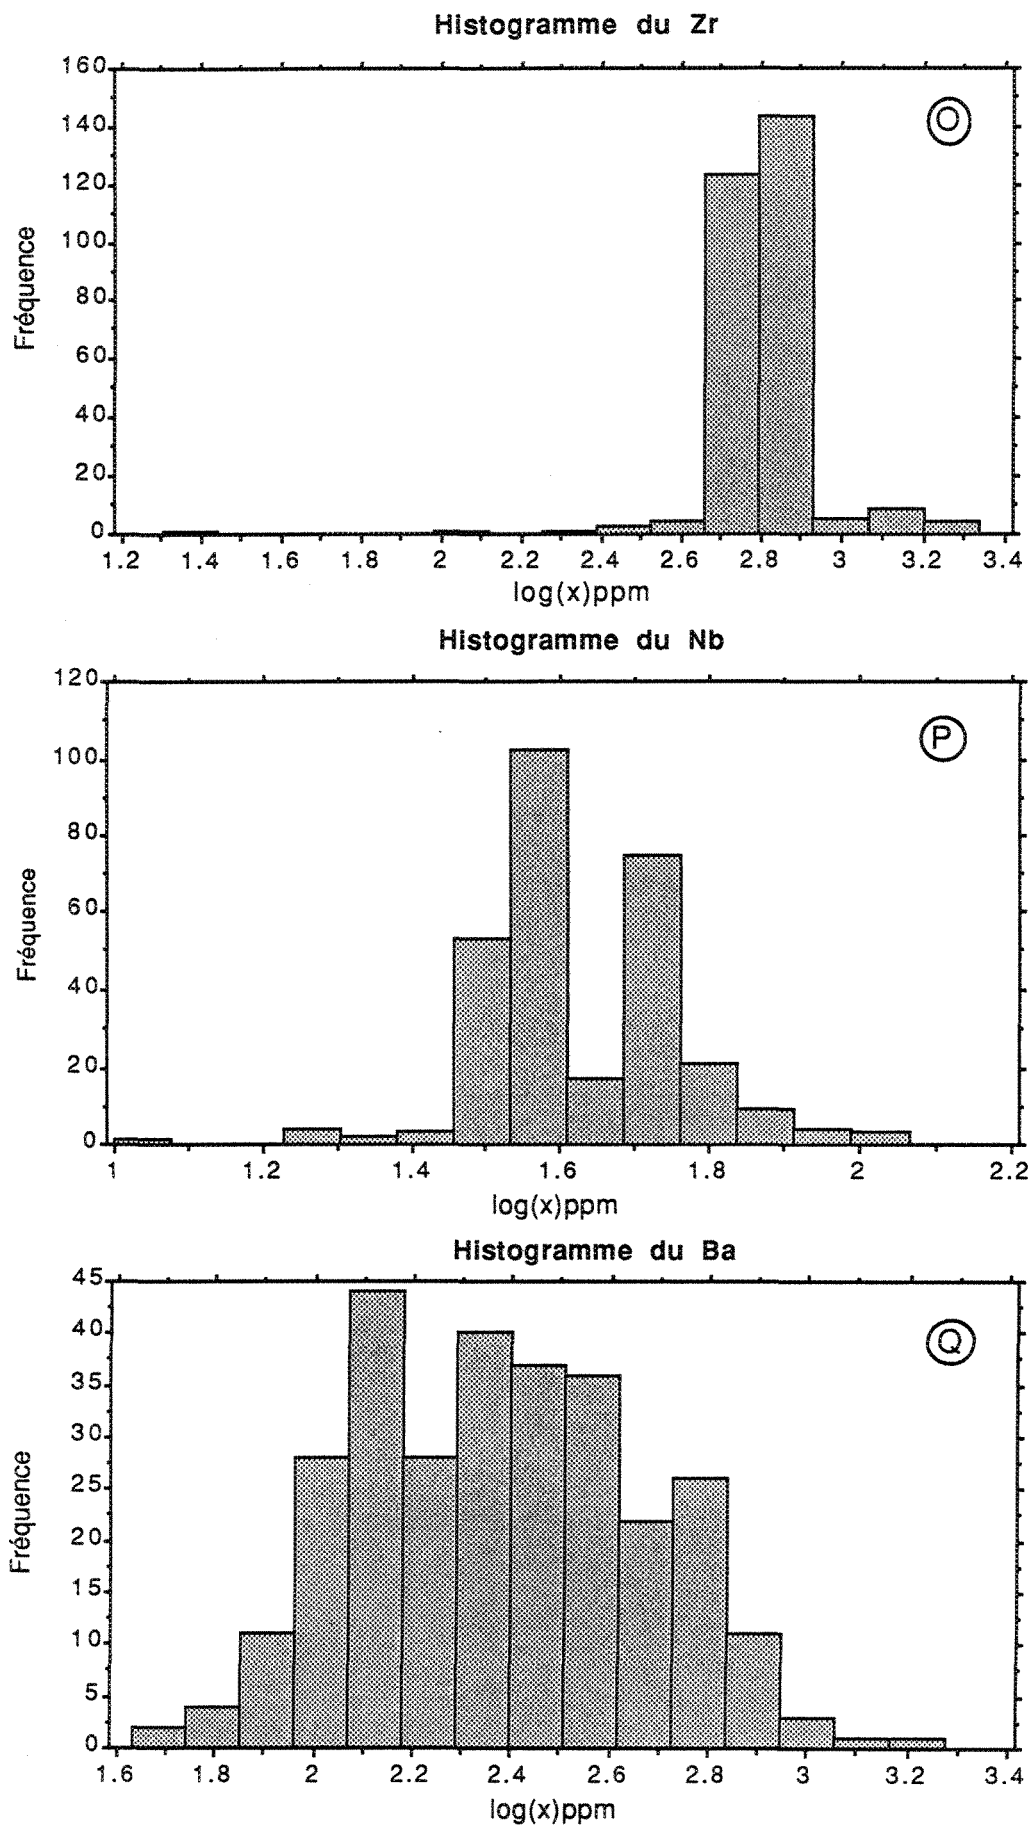 Histogramme du Zr
160
140
120
100
80
60
40
20
0
Fréquence
O
1.2 1.4 1.6 1.8 2 2.2 2.4 2.6 2.8 3 3.2 3.4
log(x)ppm
Histogramme du Nb
120
100
80
60
40
20
0
Fréquence
P
1 1.2 1.4 1.6 1.8 2 2.2
log(x)ppm
Histogramme du Ba
45
40
35
30
25
20
15
10
5
0
Fréquence
Q
1.6 1.8 2 2.2 2.4 2.6 2.8 3 3.2 3.4
log(x)ppm